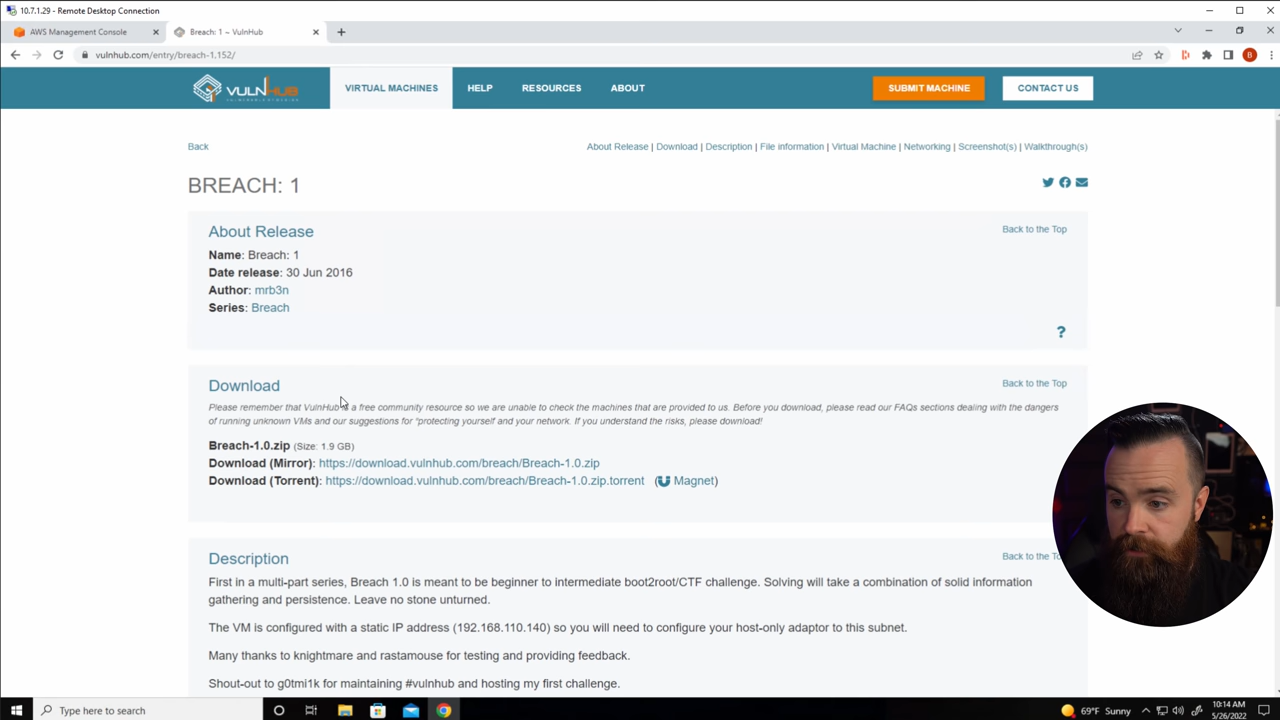 10.7.1.29 - Remote Desktop Connection
AWS Management Console
Breach: 1 ~ VulnHub
vulnhub.com/entry/breach-1.152/
B
VULNHUB
VULNERABLE BY DESIGN
VIRTUAL MACHINES
HELP
RESOURCES
ABOUT
SUBMIT MACHINE
CONTACT US
Back
About Release | Download | Description | File information | Virtual Machine | Networking | Screenshot(s) | Walkthrough(s)
BREACH: 1
About Release
Back to the Top
Name: Breach: 1
Date release: 30 Jun 2016
Author: mrb3n
Series: Breach
?
Download
Back to the Top
Please remember that VulnHub is a free community resource so we are unable to check the machines that are provided to us. Before you download, please read our FAQs sections dealing with the dangers
of running unknown VMs and our suggestions for "protecting yourself and your network. If you understand the risks, please download!
Breach-1.0.zip (Size: 1.9 GB)
Download (Mirror): https://download.vulnhub.com/breach/Breach-1.0.zip
Download (Torrent): https://download.vulnhub.com/breach/Breach-1.0.zip.torrent ( Magnet)
Description
Back to the To
First in a multi-part series, Breach 1.0 is meant to be beginner to intermediate boot2root/CTF challenge. Solving will take a combination of solid information
gathering and persistence. Leave no stone unturned.
The VM is configured with a static IP address (192.168.110.140) so you will need to configure your host-only adaptor to this subnet.
Many thanks to knightmare and rastamouse for testing and providing feedback.
Shout-out to g0tmi1k for maintaining #vulnhub and hosting my first challenge.
Type here to search
69°F Sunny
10:14 AM
5/26/2022